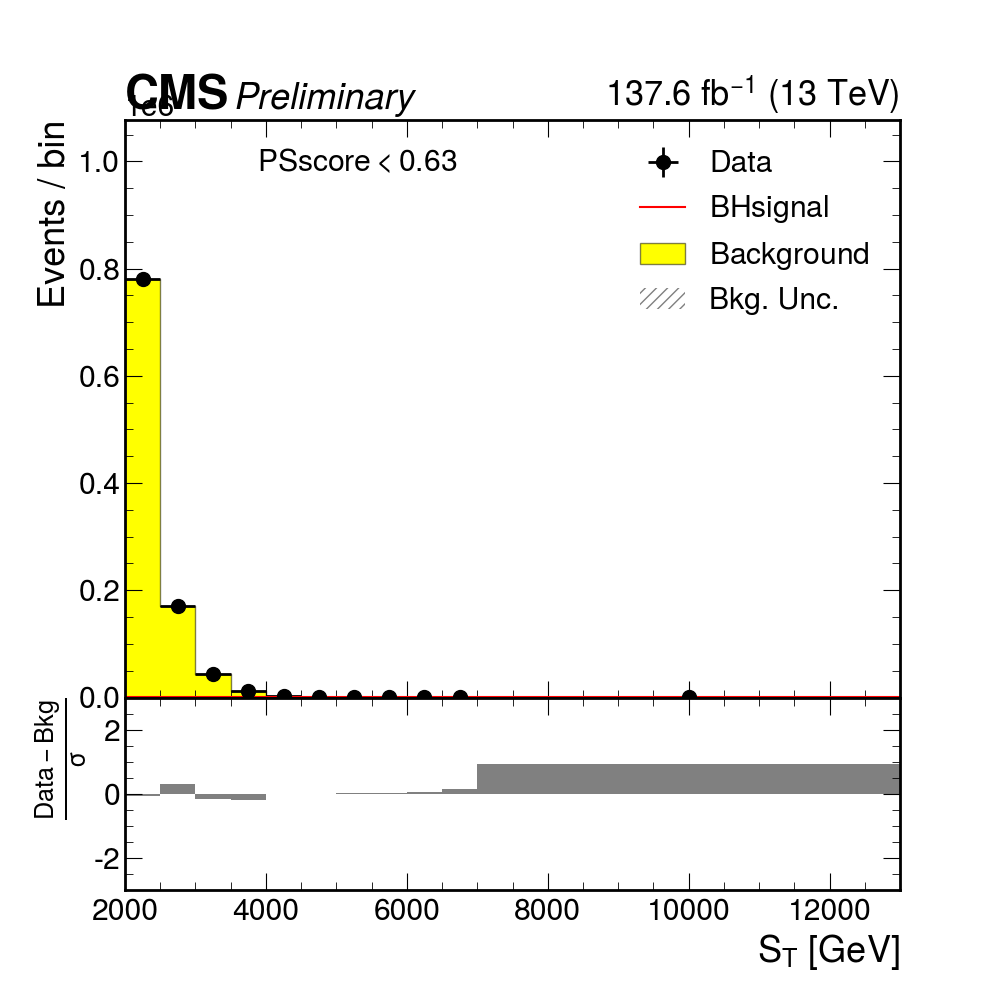 CMS Preliminary 137.6 fb⁻¹ (13 TeV)
Events / bin
1.0
0.8
0.6
0.4
0.2
0.0
PSscore < 0.63
Data
BHsignal
Background
Bkg. Unc.
Data − Bkg
σ
2
0
-2
2000 4000 6000 8000 10000 12000
S_T [GeV]